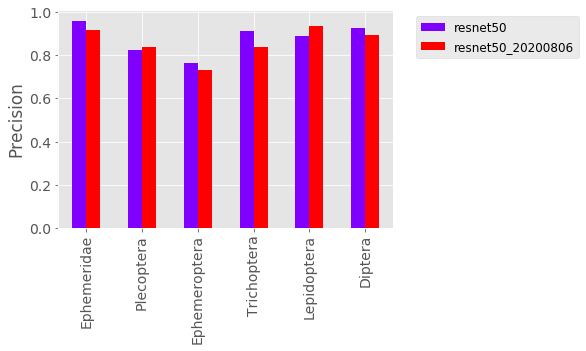 1.0
0.8
0.6
0.4
0.2
0.0
Precision
Ephemeridae
Plecoptera
Ephemeroptera
Trichoptera
Lepidoptera
Diptera
resnet50
resnet50_20200806